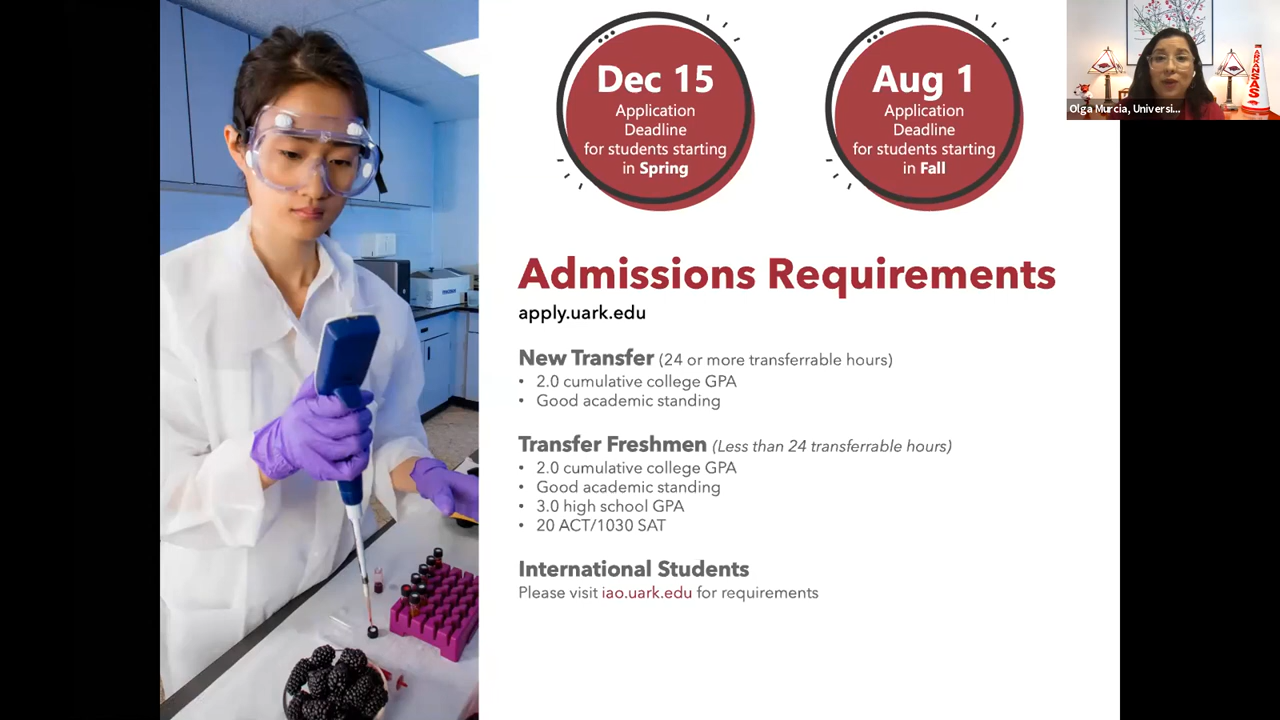 Dec 15
Application
Deadline
for students starting
in Spring
Aug 1
Application
Deadline
for students starting
in Fall
ARKANSAS
Olga Murcia, Universi...
Admissions Requirements
apply.uark.edu
New Transfer (24 or more transferrable hours)
• 2.0 cumulative college GPA
• Good academic standing
Transfer Freshmen (Less than 24 transferrable hours)
• 2.0 cumulative college GPA
• Good academic standing
• 3.0 high school GPA
• 20 ACT/1030 SAT
International Students
Please visit iao.uark.edu for requirements